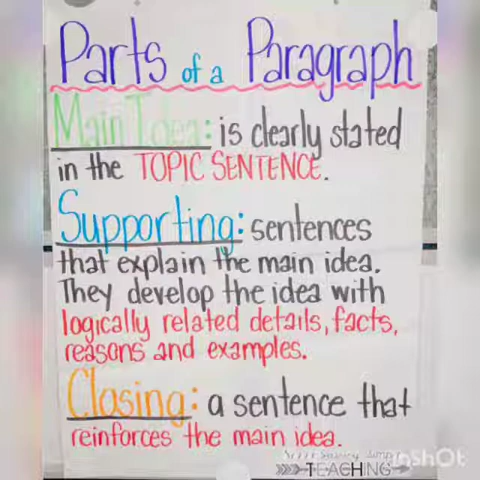 Parts of a Paragraph
Main Idea: is clearly stated
in the TOPIC SENTENCE.
Supporting: sentences
that explain the main idea.
They develop the idea with
logically related details, facts,
reasons and examples.
Closing: a sentence that
reinforces the main idea.
TEACHING
InShOt